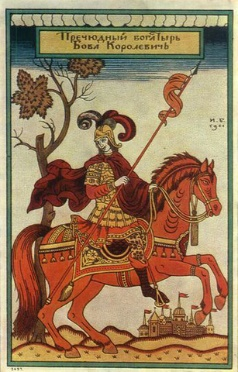 Пречюдный богатырь
Бова Королевичь